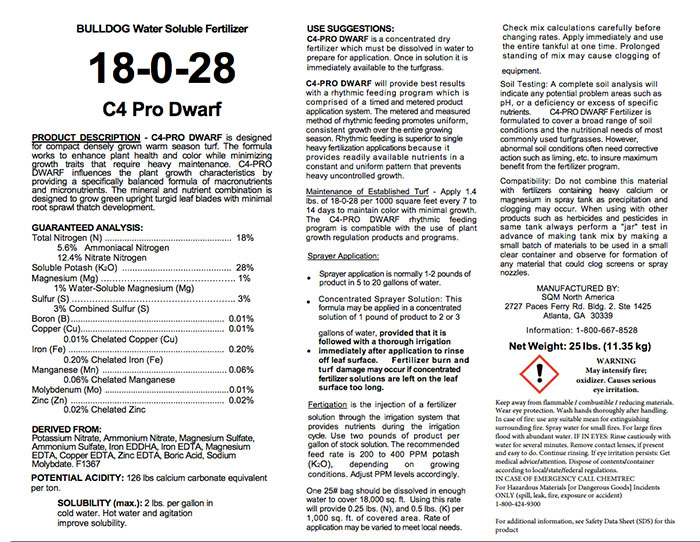 BULLDOG Water Soluble Fertilizer
18-0-28
C4 Pro Dwarf
PRODUCT DESCRIPTION - C4-PRO DWARF is designed
for compact densely grown warm season turf. The formula
works to enhance plant health and color while minimizing
growth traits that require heavy maintenance. C4-PRO
DWARF influences the plant growth characteristics by
providing a specifically balanced formula of macronutrients
and micronutrients. The mineral and nutrient combination is
designed to grow green upright turgid leaf blades with minimal
root sprawl thatch development.
GUARANTEED ANALYSIS:
Total Nitrogen (N) ........................................ 18%
5.6% Ammoniacal Nitrogen
12.4% Nitrate Nitrogen
Soluble Potash (K₂O) ................................... 28%
Magnesium (Mg) ......................................... 1%
1% Water-Soluble Magnesium (Mg)
Sulfur (S) ................................................ 3%
3% Combined Sulfur (S)
Boron (B)................................................ 0.01%
Copper (Cu)............................................. 0.01%
0.01% Chelated Copper (Cu)
Iron (Fe) ................................................. 0.20%
0.20% Chelated Iron (Fe)
Manganese (Mn) ....................................... 0.06%
0.06% Chelated Manganese
Molybdenum (Mo) .....................................0.01%
Zinc (Zn) ................................................. 0.02%
0.02% Chelated Zinc
DERIVED FROM:
Potassium Nitrate, Ammonium Nitrate, Magnesium Sulfate,
Ammonium Sulfate, Iron EDDHA, Iron EDTA, Magnesium
EDTA, Copper EDTA, Zinc EDTA, Boric Acid, Sodium
Molybdate. F1367
POTENTIAL ACIDITY: 126 lbs calcium carbonate equivalent
per ton.
SOLUBILITY (max.): 2 lbs. per gallon in
cold water. Hot water and agitation
improve solubility.
USE SUGGESTIONS:
C4-PRO DWARF is a concentrated dry
fertilizer which must be dissolved in water to
prepare for application. Once in solution it is
immediately available to the turfgrass.
C4-PRO DWARF will provide best results
with a rhythmic feeding program which is
comprised of a timed and metered product
application system. The metered and measured
method of rhythmic feeding promotes uniform,
consistent growth over the entire growing
season. Rhythmic feeding is superior to single
heavy fertilization applications because it
provides readily available nutrients in a
constant and uniform pattern that prevents
heavy uncontrolled growth.
Maintenance of Established Turf - Apply 1.4
lbs. of 18-0-28 per 1000 square feet every 7 to
14 days to maintain color with minimal growth.
The C4-PRO DWARF rhythmic feeding
program is compatible with the use of plant
growth regulation products and programs.
Sprayer Application:
• Sprayer application is normally 1-2 pounds of
product in 5 to 20 gallons of water.
• Concentrated Sprayer Solution: This
formula may be applied in a concentrated
solution of 1 pound of product to 2 or 3
gallons of water, provided that it is
followed with a thorough irrigation
• immediately after application to rinse
off leaf surface. Fertilizer burn and
turf damage may occur if concentrated
fertilizer solutions are left on the leaf
surface too long.
Fertigation is the injection of a fertilizer
solution through the irrigation system that
provides nutrients during the irrigation
cycle. Use two pounds of product per
gallon of stock solution. The recommended
feed rate is 200 to 400 PPM potash
(K₂O), depending on growing
conditions. Adjust PPM levels accordingly.
One 25# bag should be dissolved in enough
water to cover 18,000 sq. ft. Using this rate
will provide 0.25 lbs. (N), and 0.5 lbs. (K) per
1,000 sq. ft. of covered area. Rate of
application may be varied to meet local needs.
Check mix calculations carefully before
changing rates. Apply immediately and use
the entire tankful at one time. Prolonged
standing of mix may cause clogging of
equipment.
Soil Testing: A complete soil analysis will
indicate any potential problem areas such as
pH, or a deficiency or excess of specific
nutrients. C4-PRO DWARF Fertilizer is
formulated to cover a broad range of soil
conditions and the nutritional needs of most
commonly used turfgrasses. However,
abnormal soil conditions often need corrective
action such as liming, etc. to insure maximum
benefit from the fertilizer program.
Compatibility: Do not combine this material
with fertilizers containing heavy calcium or
magnesium in spray tank as precipitation and
clogging may occur. When using with other
products such as herbicides and pesticides in
same tank always perform a "jar" test in
advance of making tank mix by making a
small batch of materials to be used in a small
clear container and observe for formation of
any material that could clog screens or spray
nozzles.
MANUFACTURED BY:
SQM North America
2727 Paces Ferry Rd. Bldg. 2. Ste 1425
Atlanta, GA 30339
Information: 1-800-667-8528
Net Weight: 25 lbs. (11.35 kg)
WARNING
May intensify fire;
oxidizer. Causes serious
eye irritation.
Keep away from flammable / combustible / reducing materials.
Wear eye protection. Wash hands thoroughly after handling.
In case of fire: use any suitable mean for extinguishing
surrounding fire. Spray water for small fires. For large fires
flood with abundant water. IF IN EYES: Rinse cautiously with
water for several minutes. Remove contact lenses, if present
and easy to do. Continue rinsing. If eye irritation persists: Get
medical advice/attention. Dispose of contents/container
according to local/state/federal regulations.
IN CASE OF EMERGENCY CALL CHEMTREC
For Hazardous Materials [or Dangerous Goods] Incidents
ONLY (spill, leak, fire, exposure or accident)
1-800-424-9300
For additional information, see Safety Data Sheet (SDS) for this
product